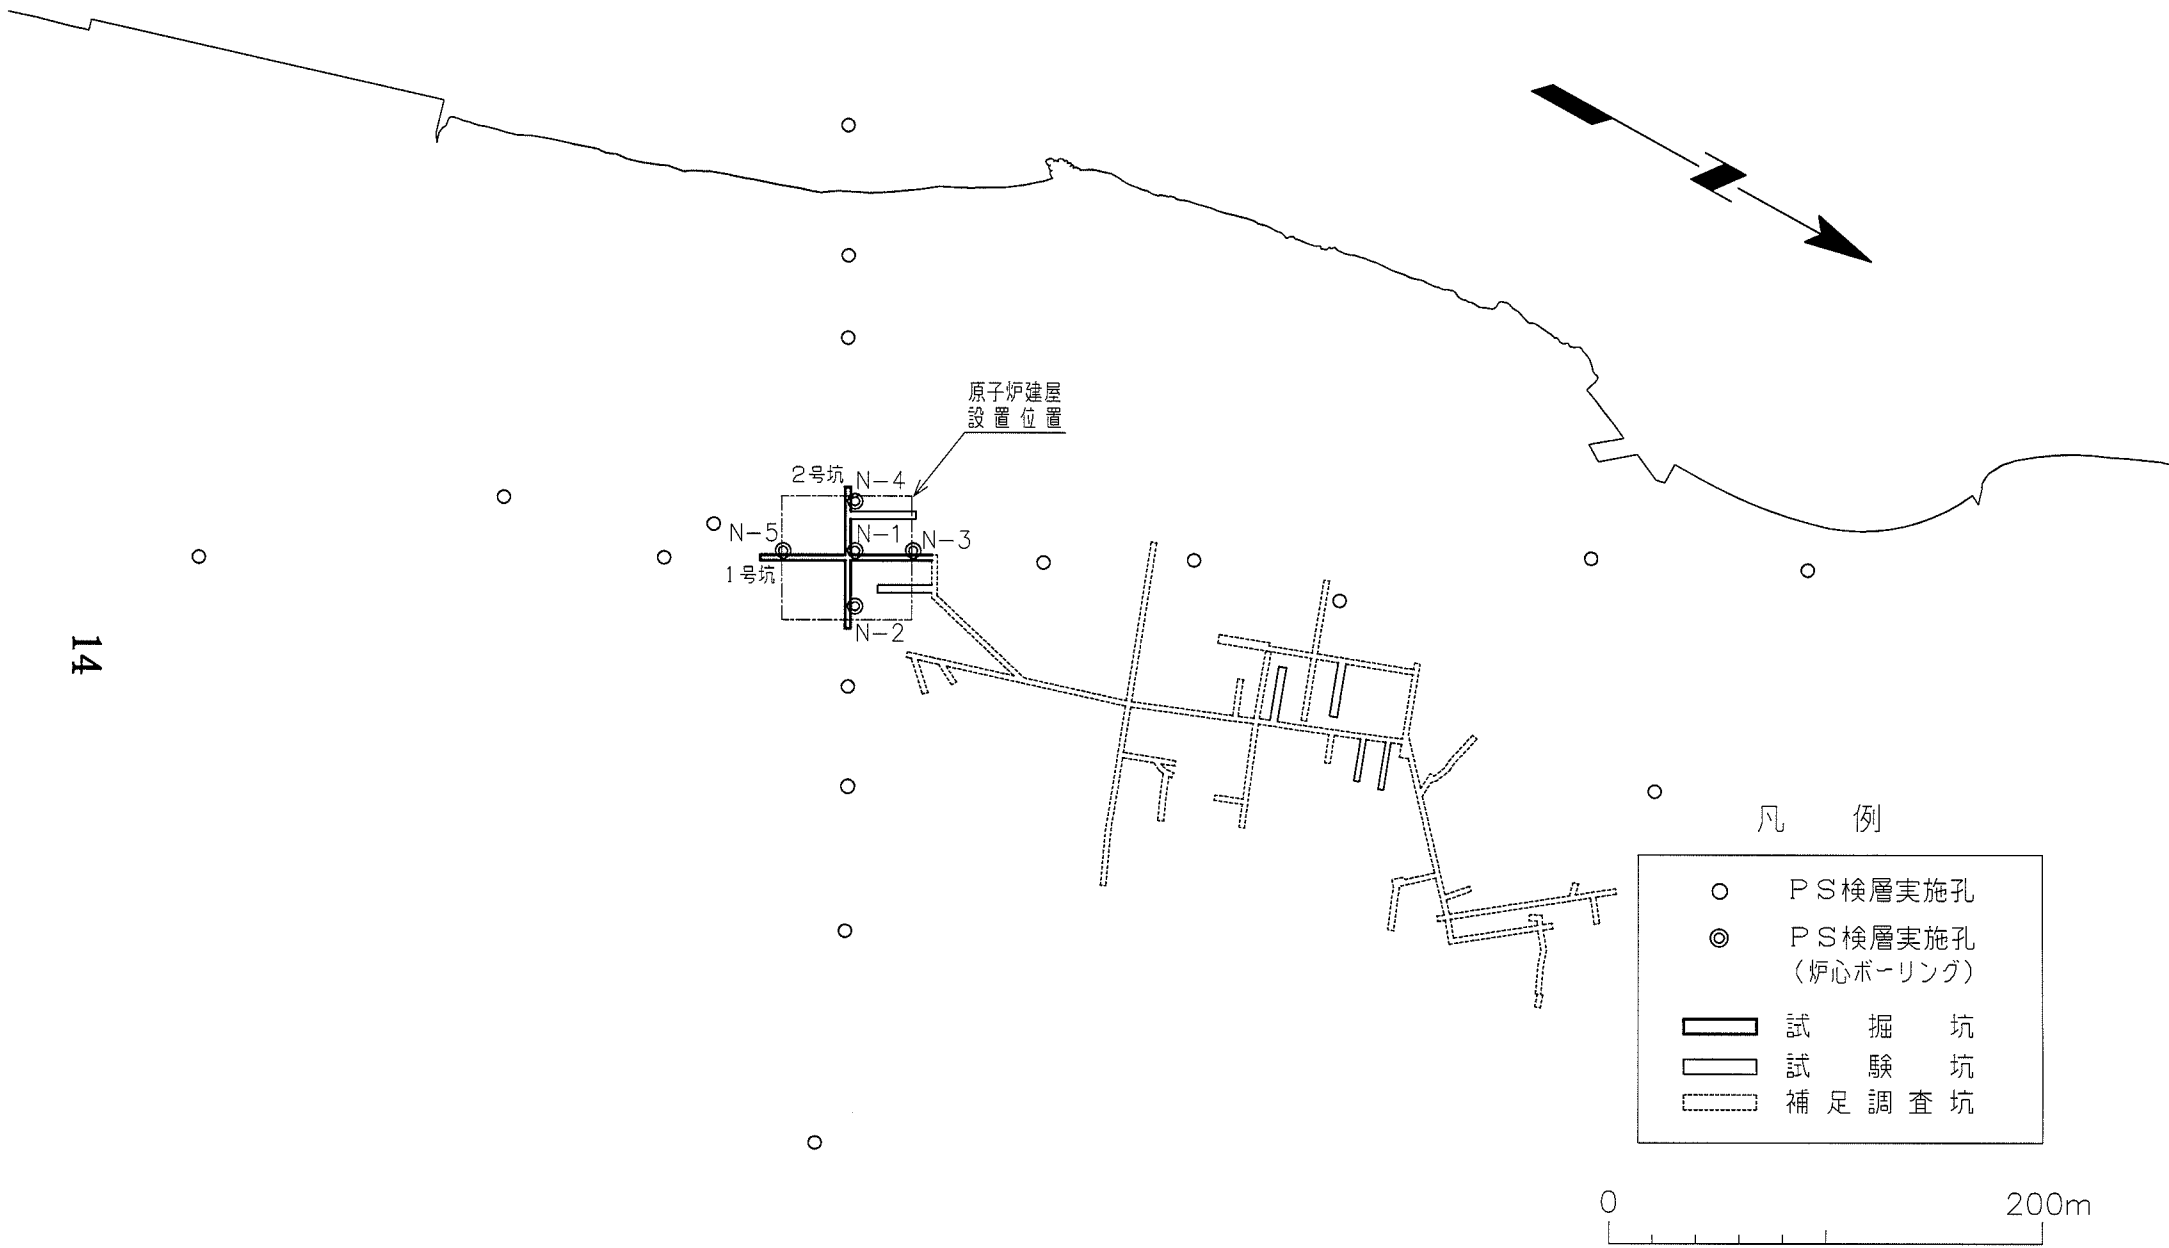 N
原子炉建屋
設置位置
2号坑
N-4
N-5
N-1
N-3
1号坑
N-2
14
凡 例
PS検層実施孔
PS検層実施孔
(炉心ボーリング)
試 掘 坑
試 験 坑
補足調査坑
0 200m